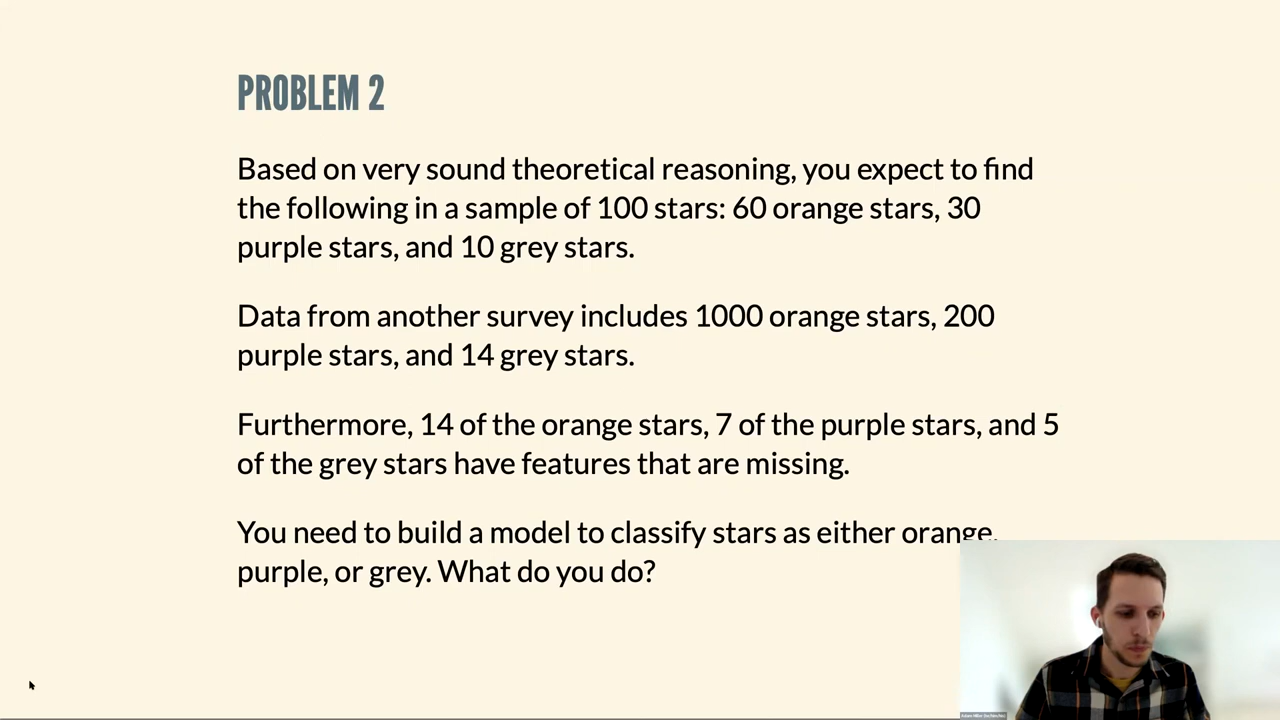 PROBLEM 2
Based on very sound theoretical reasoning, you expect to find
the following in a sample of 100 stars: 60 orange stars, 30
purple stars, and 10 grey stars.
Data from another survey includes 1000 orange stars, 200
purple stars, and 14 grey stars.
Furthermore, 14 of the orange stars, 7 of the purple stars, and 5
of the grey stars have features that are missing.
You need to build a model to classify stars as either orange,
purple, or grey. What do you do?